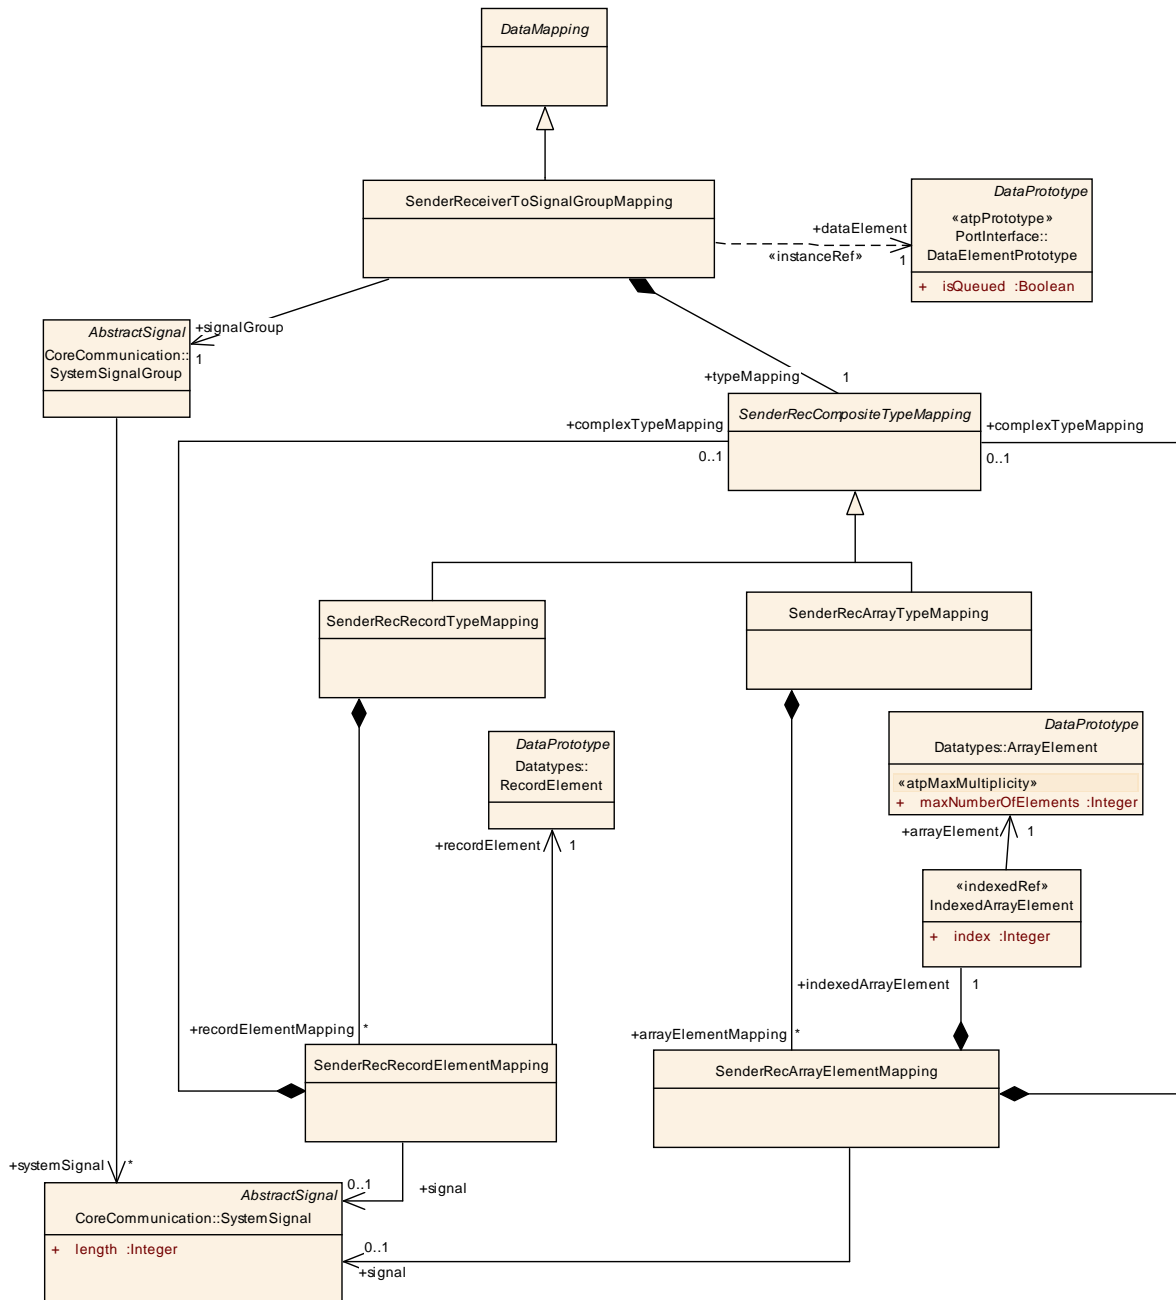 DataMapping
SenderReceiverToSignalGroupMapping
DataPrototype
«atpPrototype»
PortInterface::
DataElementPrototype
+ isQueued :Boolean
+dataElement
«instanceRef»
1
AbstractSignal
CoreCommunication::
SystemSignalGroup
+signalGroup
1
+typeMapping
1
SenderRecCompositeTypeMapping
+complexTypeMapping
0..1
+complexTypeMapping
0..1
SenderRecRecordTypeMapping
SenderRecArrayTypeMapping
DataPrototype
Datatypes::
RecordElement
DataPrototype
Datatypes::ArrayElement
«atpMaxMultiplicity»
+ maxNumberOfElements :Integer
+recordElement
1
+arrayElement
1
«indexedRef»
IndexedArrayElement
+ index :Integer
+indexedArrayElement
1
+recordElementMapping
*
+arrayElementMapping
*
SenderRecRecordElementMapping
SenderRecArrayElementMapping
+systemSignal
*
0..1
+signal
AbstractSignal
CoreCommunication::SystemSignal
+ length :Integer
0..1
+signal